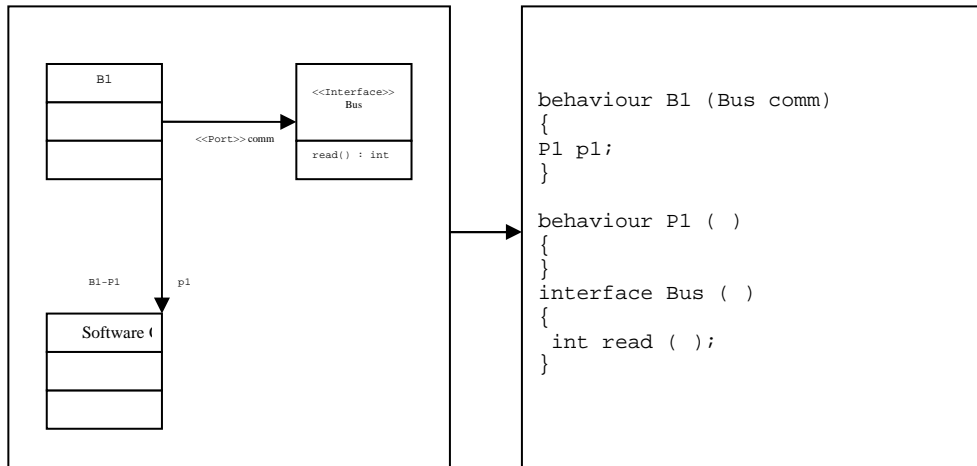 B1
<<Interface>>
Bus
<<Port>> comm
read() : int
B1-P1 p1
Software
behaviour B1 (Bus comm)
{
P1 p1;
}
behaviour P1 ( )
{
}
interface Bus ( )
{
int read ( );
}